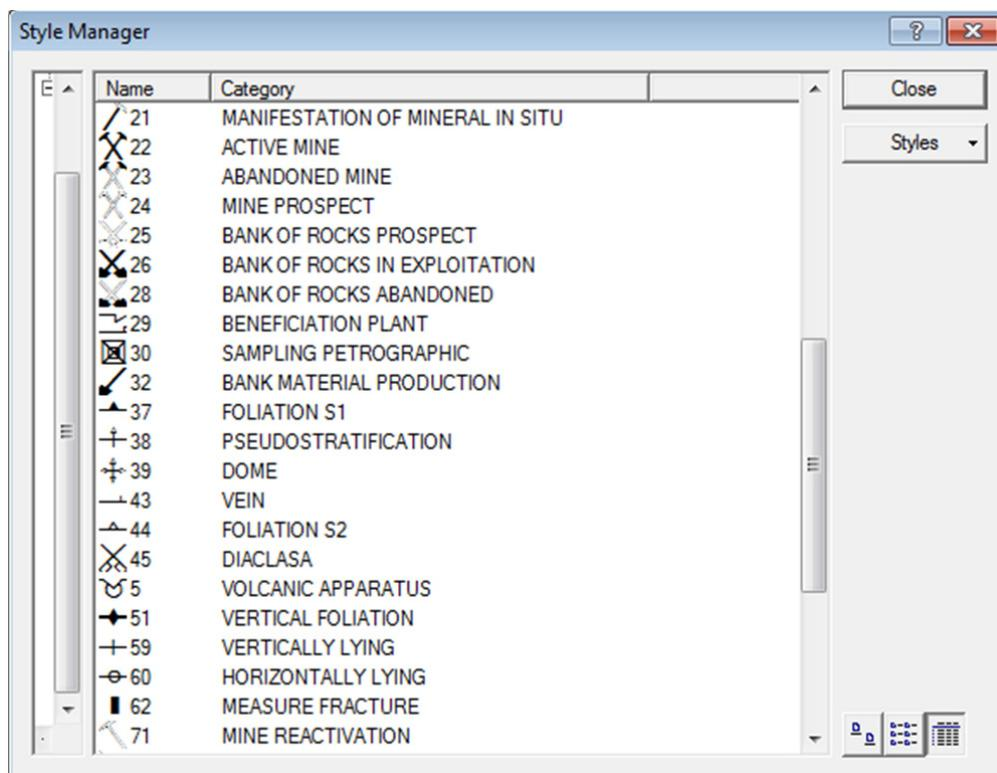 Style Manager
Name Category
21 MANIFESTATION OF MINERAL IN SITU
22 ACTIVE MINE
23 ABANDONED MINE
24 MINE PROSPECT
25 BANK OF ROCKS PROSPECT
26 BANK OF ROCKS IN EXPLOITATION
28 BANK OF ROCKS ABANDONED
29 BENEFICIATION PLANT
30 SAMPLING PETROGRAPHIC
32 BANK MATERIAL PRODUCTION
37 FOLIATION S1
38 PSEUDOSTRATIFICATION
39 DOME
43 VEIN
44 FOLIATION S2
45 DIACLASA
5 VOLCANIC APPARATUS
51 VERTICAL FOLIATION
59 VERTICALLY LYING
60 HORIZONTALLY LYING
62 MEASURE FRACTURE
71 MINE REACTIVATION
Close
Styles